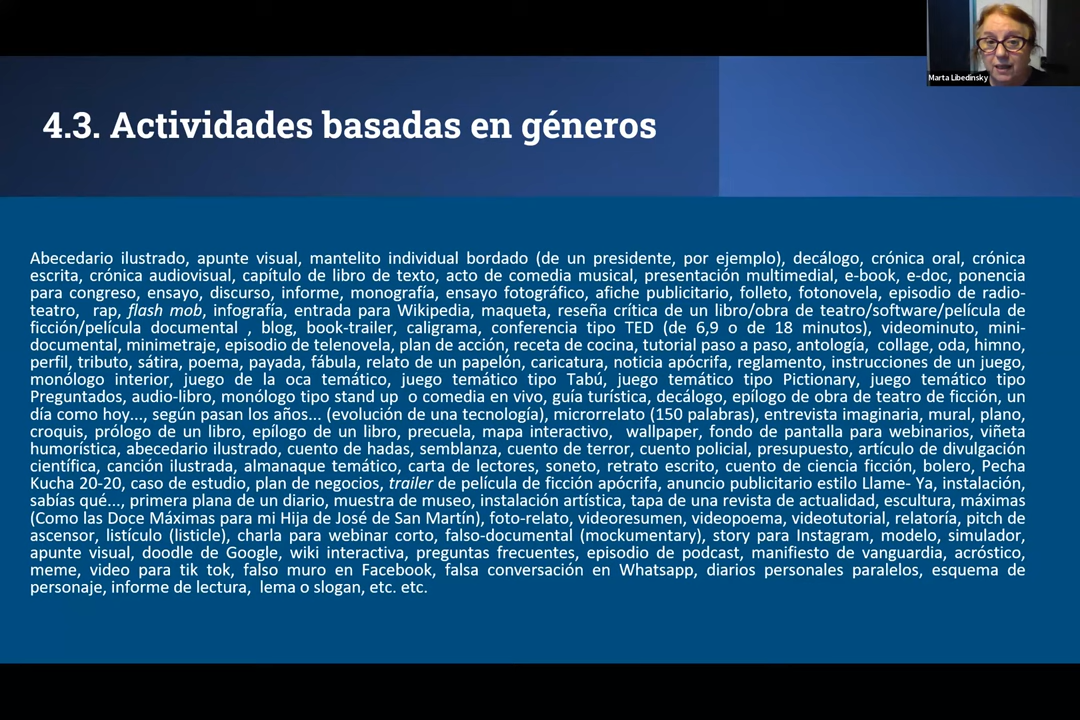 Marta Libedinsky
4.3. Actividades basadas en géneros
Abecedario ilustrado, apunte visual, mantelito individual bordado (de un presidente, por ejemplo), decálogo, crónica oral, crónica
escrita, crónica audiovisual, capítulo de libro de texto, acto de comedia musical, presentación multimedial, e-book, e-doc, ponencia
para congreso, ensayo, discurso, informe, monografía, ensayo fotográfico, afiche publicitario, folleto, fotonovela, episodio de radio-
teatro, rap, flash mob, infografía, entrada para Wikipedia, maqueta, reseña crítica de un libro/obra de teatro/software/película de
ficción/película documental , blog, book-trailer, caligrama, conferencia tipo TED (de 6,9 o de 18 minutos), videominuto, mini-
documental, minimetraje, episodio de telenovela, plan de acción, receta de cocina, tutorial paso a paso, antología, collage, oda, himno,
perfil, tributo, sátira, poema, payada, fábula, relato de un papelón, caricatura, noticia apócrifa, reglamento, instrucciones de un juego,
monólogo interior, juego de la oca temático, juego temático tipo Tabú, juego temático tipo Pictionary, juego temático tipo
Preguntados, audio-libro, monólogo tipo stand up o comedia en vivo, guía turística, decálogo, epílogo de obra de teatro de ficción, un
día como hoy..., según pasan los años... (evolución de una tecnología), microrrelato (150 palabras), entrevista imaginaria, mural, plano,
croquis, prólogo de un libro, epílogo de un libro, precuela, mapa interactivo, wallpaper, fondo de pantalla para webinarios, viñeta
humorística, abecedario ilustrado, cuento de hadas, semblanza, cuento de terror, cuento policial, presupuesto, artículo de divulgación
científica, canción ilustrada, almanaque temático, carta de lectores, soneto, retrato escrito, cuento de ciencia ficción, bolero, Pecha
Kucha 20-20, caso de estudio, plan de negocios, trailer de película de ficción apócrifa, anuncio publicitario estilo Llame- Ya, instalación,
sabías qué..., primera plana de un diario, muestra de museo, instalación artística, tapa de una revista de actualidad, escultura, máximas
(Como las Doce Máximas para mi Hija de José de San Martín), foto-relato, videoresumen, videopoema, videotutorial, relatoría, pitch de
ascensor, listículo (listicle), charla para webinar corto, falso-documental (mockumentary), story para Instagram, modelo, simulador,
apunte visual, doodle de Google, wiki interactiva, preguntas frecuentes, episodio de podcast, manifiesto de vanguardia, acróstico,
meme, video para tik tok, falso muro en Facebook, falsa conversación en Whatsapp, diarios personales paralelos, esquema de
personaje, informe de lectura, lema o slogan, etc. etc.